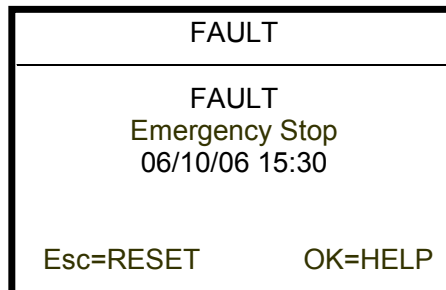 FAULT
FAULT
Emergency Stop
06/10/06 15:30
Esc=RESET OK=HELP